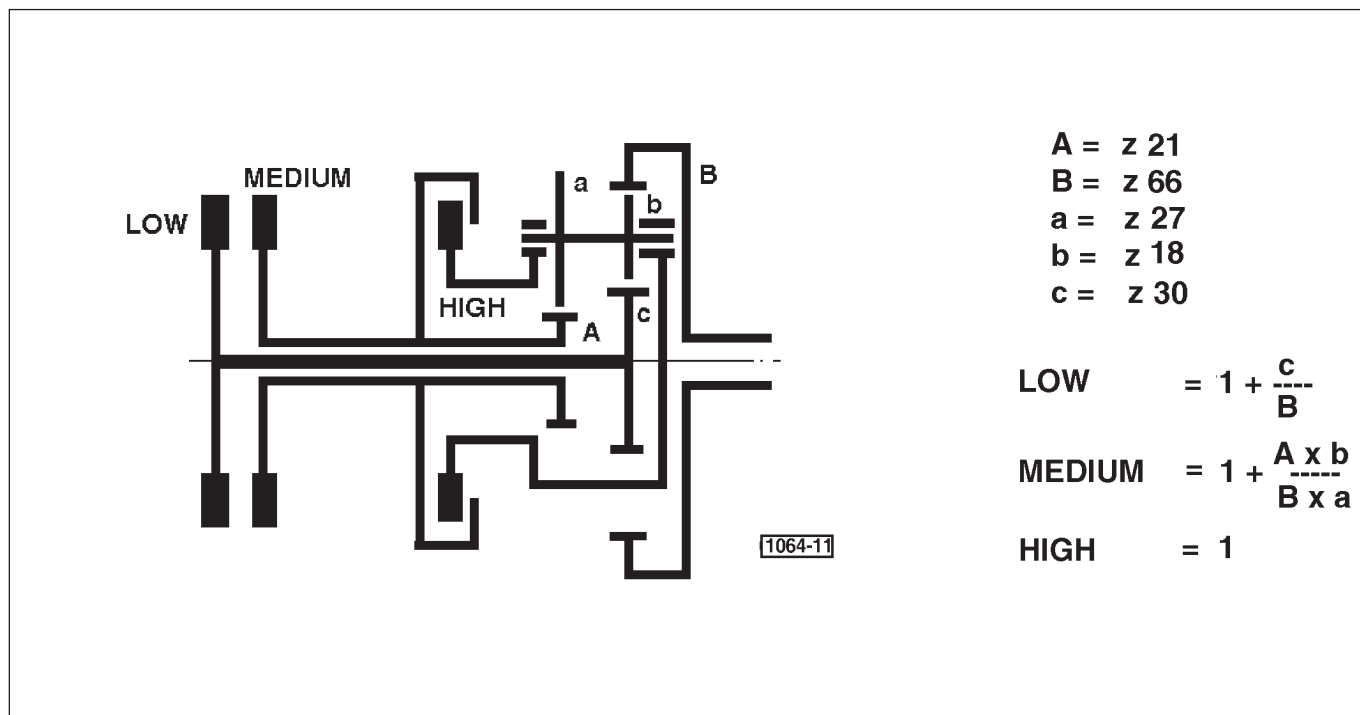 MEDIUM
LOW
HIGH
a
b
B
c
A
1064-11
A = z 21
B = z 66
a = z 27
b = z 18
c = z 30
LOW = 1 + c
----
B
MEDIUM = 1 + A x b
-----
B x a
HIGH = 1